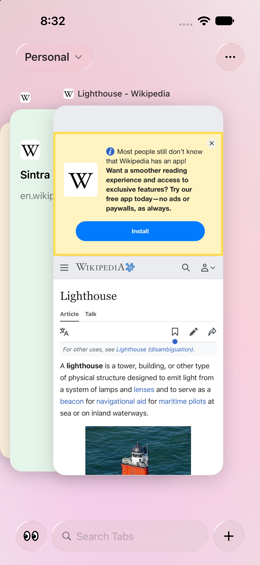 8:32
Personal
Lighthouse - Wikipedia
W
Sintra
en.wikip
Most people still don't know
that Wikipedia has an app!
Want a smoother reading
experience and access to
exclusive features? Try our
free app today—no ads or
paywalls, as always.
Install
WIKIPEDIA
Lighthouse
Article Talk
For other uses, see Lighthouse (disambiguation).
A lighthouse is a tower, building, or other type
of physical structure designed to emit light from
a system of lamps and lenses and to serve as a
beacon for navigational aid for maritime pilots at
sea or on inland waterways.
Search Tabs